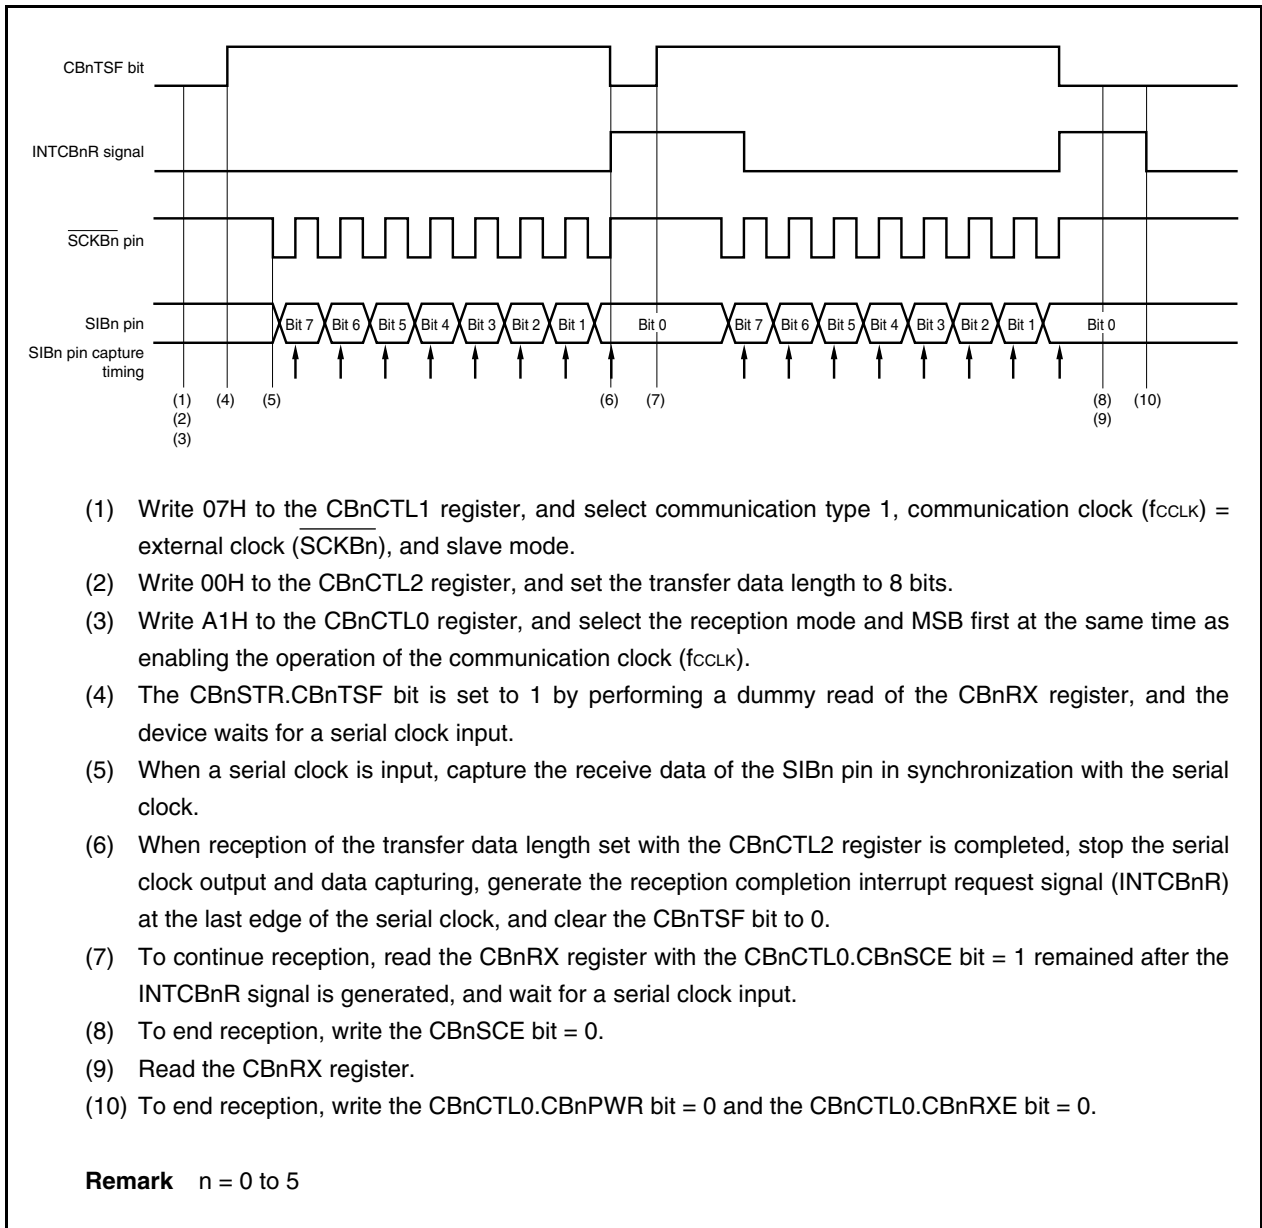 CBnTSF bit
INTCBnR signal
SCKBn pin
SIBn pin
Bit 7 Bit 6 Bit 5 Bit 4 Bit 3 Bit 2 Bit 1 Bit 0 Bit 7 Bit 6 Bit 5 Bit 4 Bit 3 Bit 2 Bit 1 Bit 0
SIBn pin capture
timing
(1) (4) (5) (6) (7) (8) (10)
(2) (9)
(3)
(1) Write 07H to the CBnCTL1 register, and select communication type 1, communication clock (fCCLK) =
external clock (SCKBn), and slave mode.
(2) Write 00H to the CBnCTL2 register, and set the transfer data length to 8 bits.
(3) Write A1H to the CBnCTL0 register, and select the reception mode and MSB first at the same time as
enabling the operation of the communication clock (fCCLK).
(4) The CBnSTR.CBnTSF bit is set to 1 by performing a dummy read of the CBnRX register, and the
device waits for a serial clock input.
(5) When a serial clock is input, capture the receive data of the SIBn pin in synchronization with the serial
clock.
(6) When reception of the transfer data length set with the CBnCTL2 register is completed, stop the serial
clock output and data capturing, generate the reception completion interrupt request signal (INTCBnR)
at the last edge of the serial clock, and clear the CBnTSF bit to 0.
(7) To continue reception, read the CBnRX register with the CBnCTL0.CBnSCE bit = 1 remained after the
INTCBnR signal is generated, and wait for a serial clock input.
(8) To end reception, write the CBnSCE bit = 0.
(9) Read the CBnRX register.
(10) To end reception, write the CBnCTL0.CBnPWR bit = 0 and the CBnCTL0.CBnRXE bit = 0.
Remark n = 0 to 5